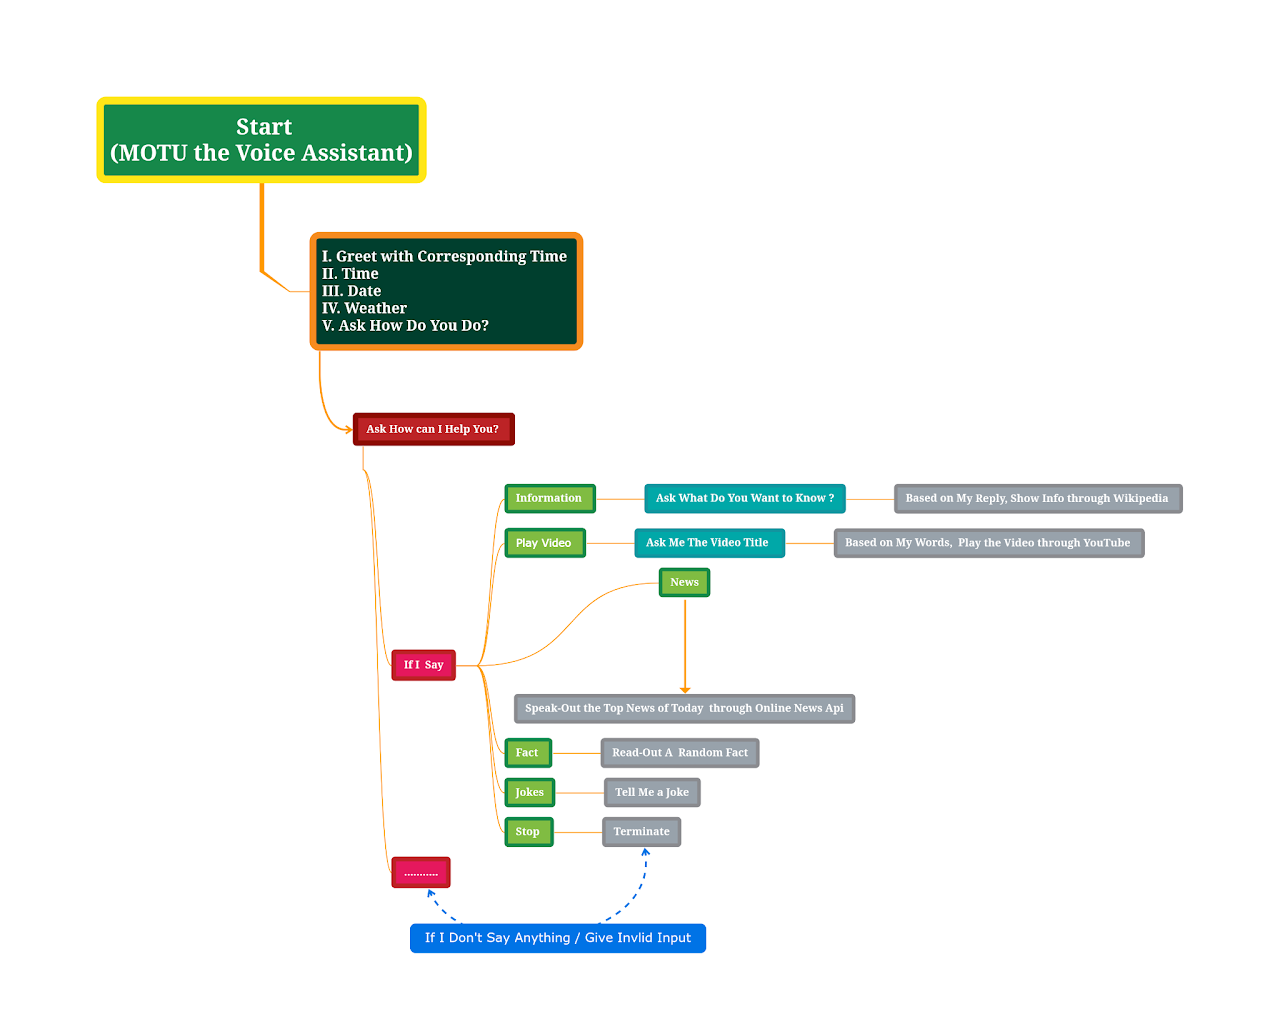 Start
(MOTU the Voice Assistant)
I. Greet with Corresponding Time
II. Time
III. Date
IV. Weather
V. Ask How Do You Do?
Ask How can I Help You?
Information
Ask What Do You Want to Know ?
Based on My Reply, Show Info through Wikipedia
Play Video
Ask Me The Video Title
Based on My Words,  Play the Video through YouTube
News
If I  Say
Speak-Out the Top News of Today  through Online News Api
Fact
Read-Out A  Random Fact
Jokes
Tell Me a Joke
Stop
Terminate
...........
If I Don't Say Anything / Give Invlid Input